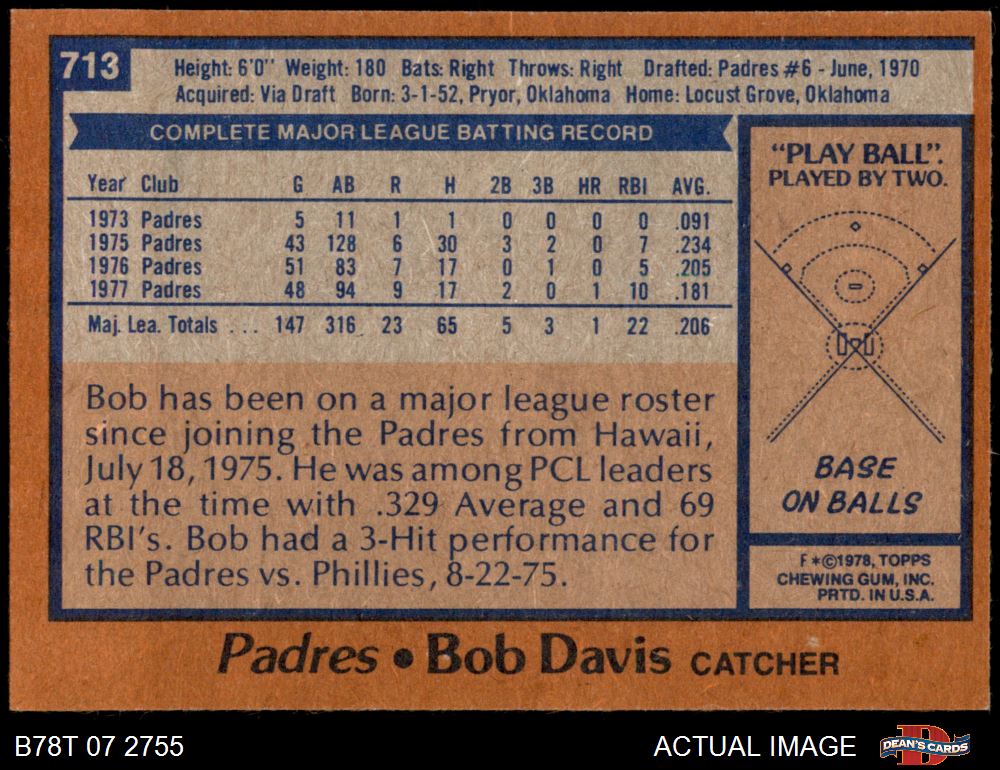 713
Height: 6'0" Weight: 180 Bats: Right Throws: Right Drafted: Padres #6 - June, 1970
Acquired: Via Draft Born: 3-1-52, Pryor, Oklahoma Home: Locust Grove, Oklahoma
COMPLETE MAJOR LEAGUE BATTING RECORD
Year Club G AB R H 2B 3B HR RBI AVG.
1973 Padres 5 11 1 1 0 0 0 0 .091
1975 Padres 43 128 6 30 3 2 0 7 .234
1976 Padres 51 83 7 17 0 1 0 5 .205
1977 Padres 48 94 9 17 2 0 1 10 .181
Maj. Lea. Totals . . . 147 316 23 65 5 3 1 22 .206
Bob has been on a major league roster
since joining the Padres from Hawaii,
July 18, 1975. He was among PCL leaders
at the time with .329 Average and 69
RBI's. Bob had a 3-Hit performance for
the Padres vs. Phillies, 8-22-75.
"PLAY BALL".
PLAYED BY TWO.
BASE
ON BALLS
F*©1978, TOPPS
CHEWING GUM, INC.
PRTD. IN U.S.A.
Padres • Bob Davis CATCHER
B78T 07 2755
ACTUAL IMAGE
D
DEAN'S CARDS